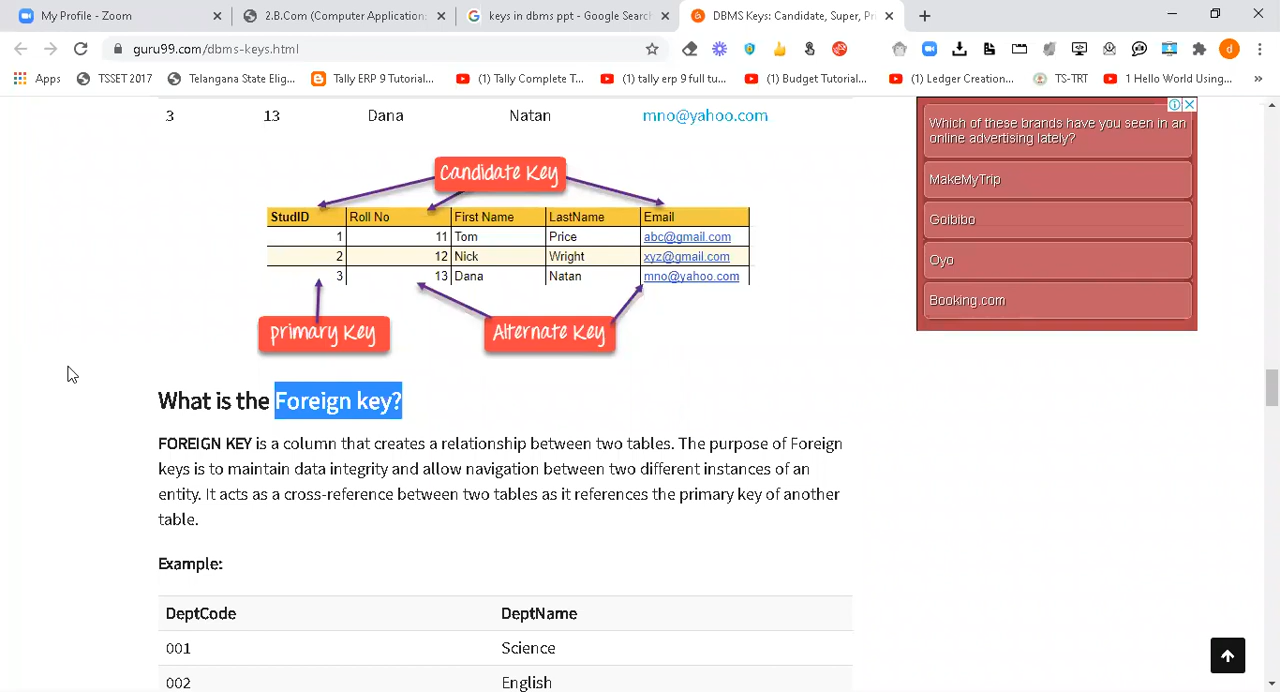 My Profile - Zoom
2.B.Com (Computer Application:
keys in dbms ppt - Google Search
DBMS Keys: Candidate, Super, Pri
guru99.com/dbms-keys.html
d
Apps
TSSET 2017
Telangana State Elig...
Tally ERP 9 Tutorial...
(1) Tally Complete T...
(1) tally erp 9 full tu...
(1) Budget Tutorial...
(1) Ledger Creation...
TS-TRT
1 Hello World Using...
3 13 Dana Natan mno@yahoo.com
Candidate Key
StudID Roll No First Name LastName Email
1 11 Tom Price abc@gmail.com
2 12 Nick Wright xyz@gmail.com
3 13 Dana Natan mno@yahoo.com
primary Key
Alternate Key
What is the Foreign key?
FOREIGN KEY is a column that creates a relationship between two tables. The purpose of Foreign
keys is to maintain data integrity and allow navigation between two different instances of an
entity. It acts as a cross-reference between two tables as it references the primary key of another
table.
Example:
DeptCode DeptName
001 Science
002 English
Which of these brands have you seen in an
online advertising lately?
MakeMyTrip
Goibibo
Oyo
Booking.com